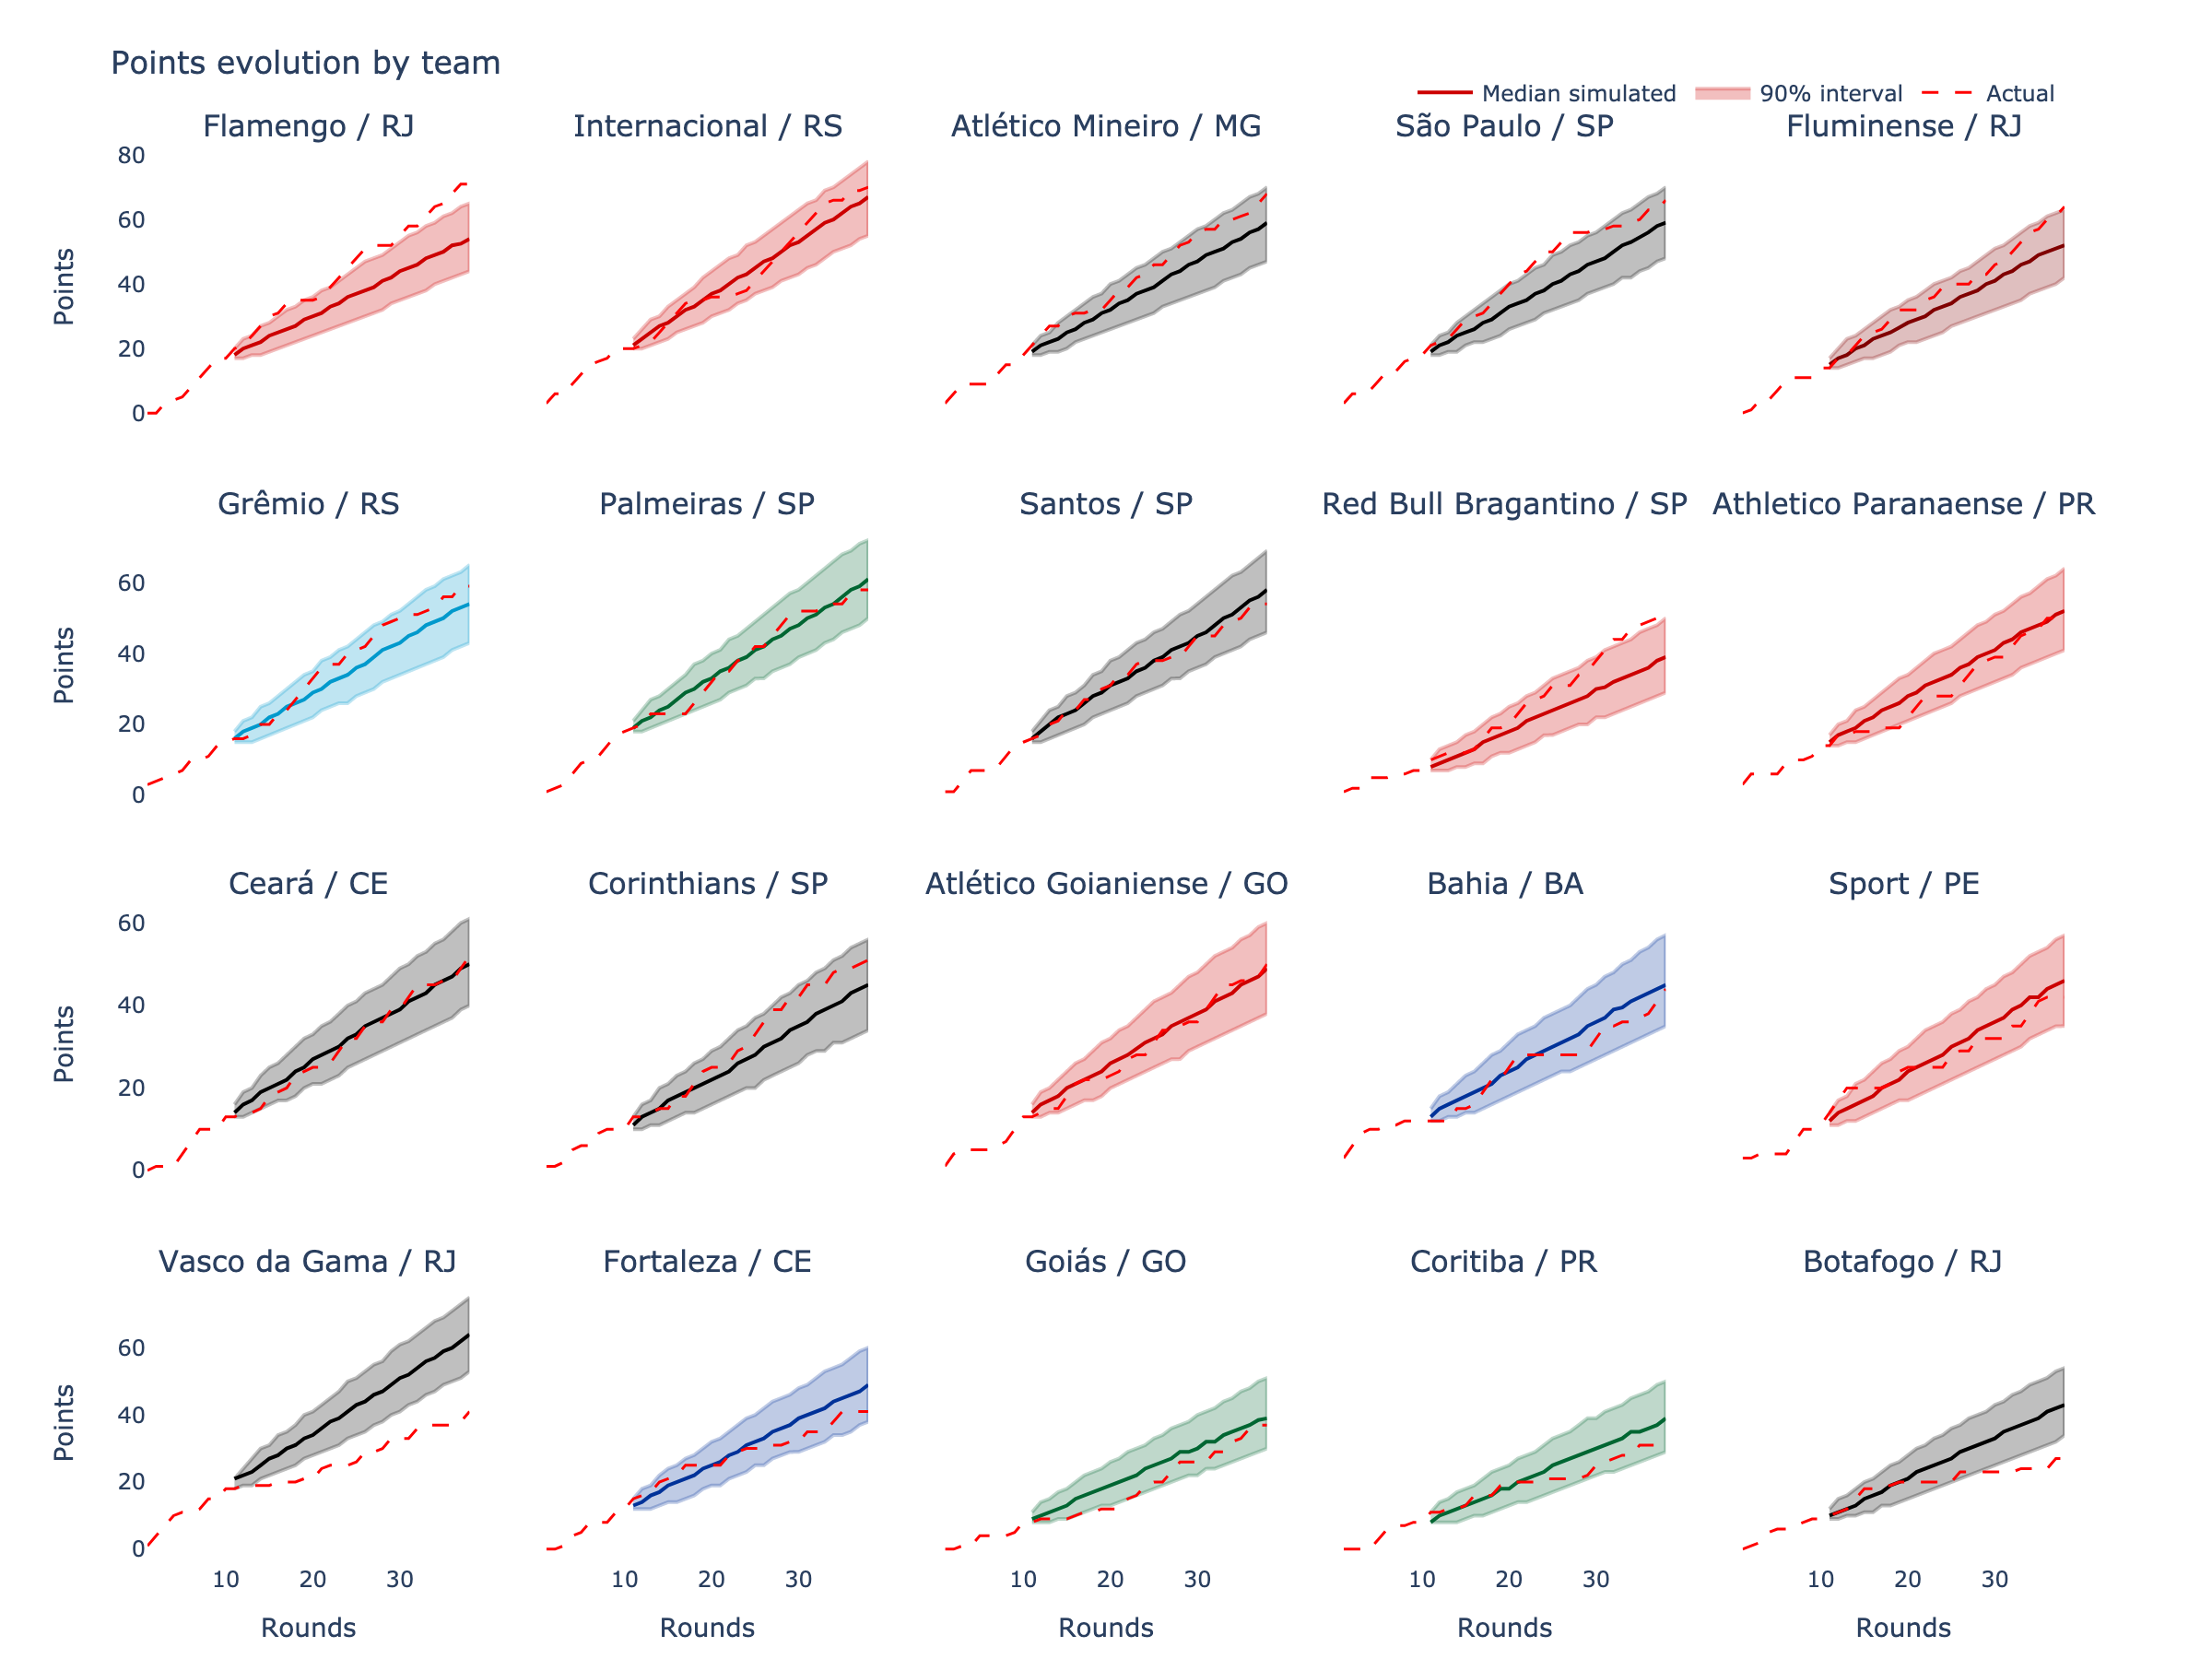 Points evolution by team
Median simulated 90% interval Actual
Flamengo / RJ Internacional / RS Atlético Mineiro / MG São Paulo / SP Fluminense / RJ
80
60
40
20
0
Points
Grêmio / RS Palmeiras / SP Santos / SP Red Bull Bragantino / SP Athletico Paranaense / PR
60
40
20
0
Points
Ceará / CE Corinthians / SP Atlético Goianiense / GO Bahia / BA Sport / PE
60
40
20
0
Points
Vasco da Gama / RJ Fortaleza / CE Goiás / GO Coritiba / PR Botafogo / RJ
60
40
20
0
Points
10 20 30 10 20 30 10 20 30 10 20 30 10 20 30
Rounds Rounds Rounds Rounds Rounds